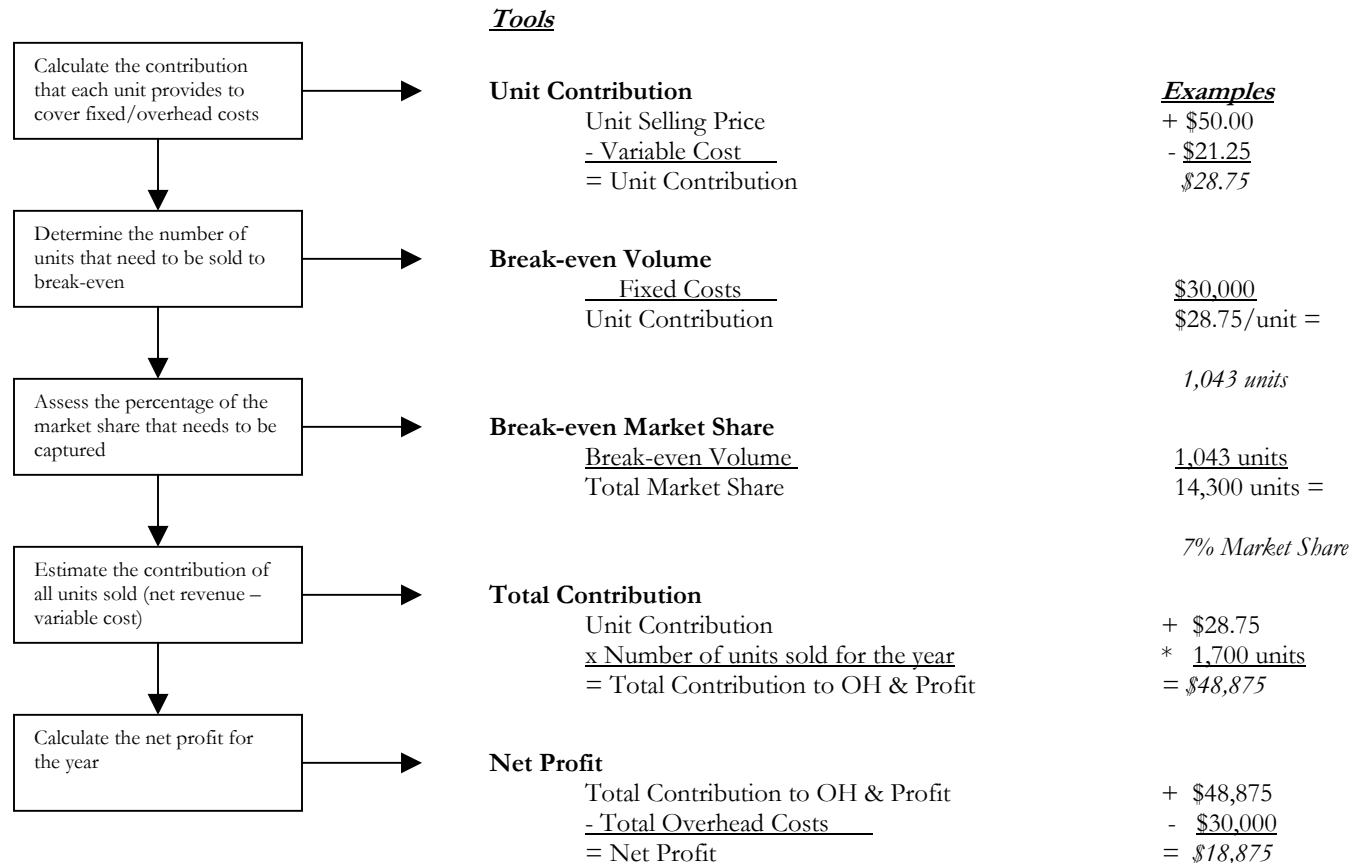 Tools
Calculate the contribution
that each unit provides to
cover fixed/overhead costs
Unit Contribution
Examples
Unit Selling Price
+ $50.00
- Variable Cost
- $21.25
= Unit Contribution
$28.75
Determine the number of
units that need to be sold to
break-even
Break-even Volume
Fixed Costs
$30,000
Unit Contribution
$28.75/unit =
1,043 units
Assess the percentage of the
market share that needs to be
captured
Break-even Market Share
Break-even Volume
1,043 units
Total Market Share
14,300 units =
7% Market Share
Estimate the contribution of
all units sold (net revenue –
variable cost)
Total Contribution
Unit Contribution
+ $28.75
x Number of units sold for the year
* 1,700 units
= Total Contribution to OH & Profit
= $48,875
Calculate the net profit for
the year
Net Profit
Total Contribution to OH & Profit
+ $48,875
- Total Overhead Costs
- $30,000
= Net Profit
= $18,875